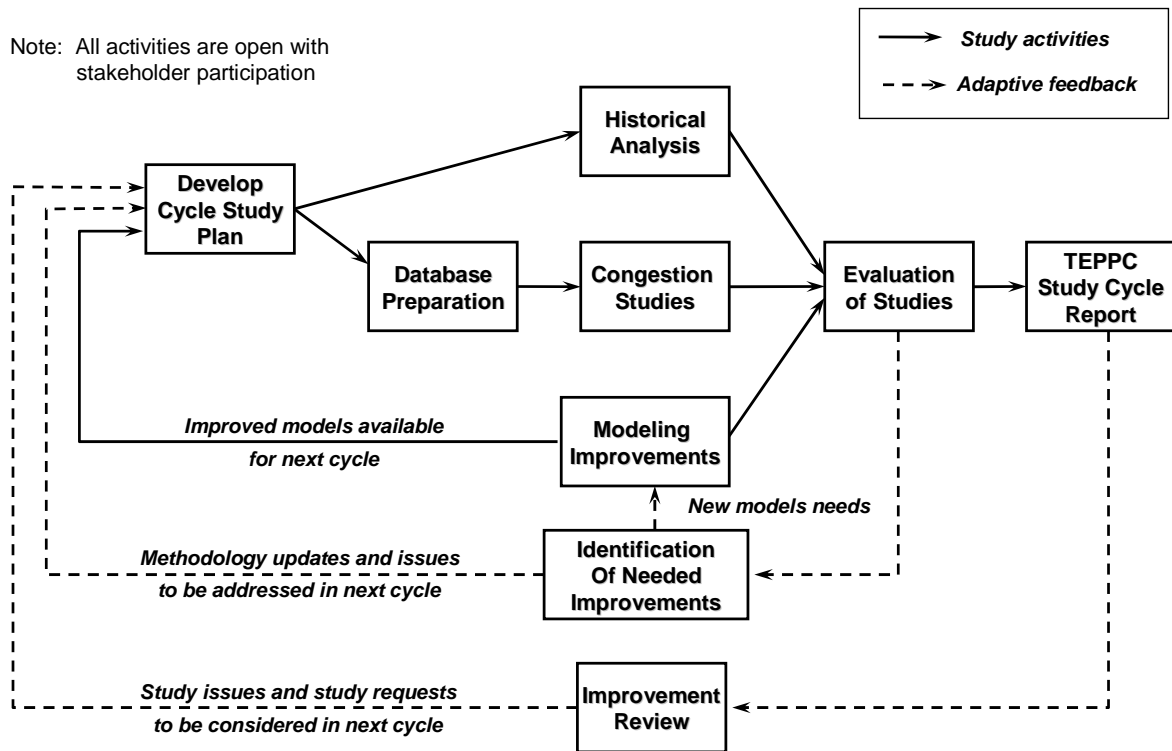 Note: All activities are open with
stakeholder participation
Study activities
Adaptive feedback
Historical
Analysis
Develop
Cycle Study
Plan
Database
Preparation
Congestion
Studies
Evaluation
of Studies
TEPPC
Study Cycle
Report
Improved models available
for next cycle
Modeling
Improvements
New models needs
Methodology updates and issues
to be addressed in next cycle
Identification
Of Needed
Improvements
Study issues and study requests
to be considered in next cycle
Improvement
Review